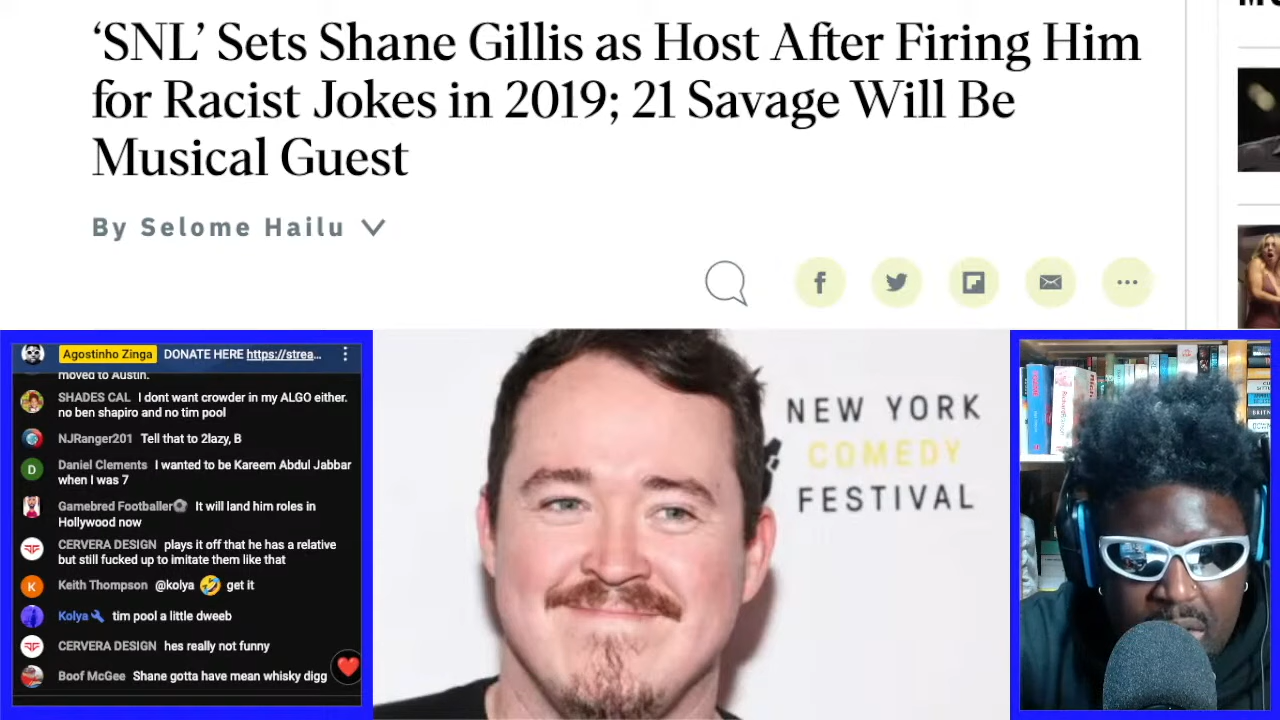 ‘SNL’ Sets Shane Gillis as Host After Firing Him
for Racist Jokes in 2019; 21 Savage Will Be
Musical Guest
By Selome Hailu
Agostinho Zinga DONATE HERE https://strea...
moved to Austin.
SHADES CAL I dont want crowder in my ALGO either.
no ben shapiro and no tim pool
NJRanger201 Tell that to 2lazy, B
D
Daniel Clements I wanted to be Kareem Abdul Jabbar
when I was 7
Gamebred Footballer⚽ It will land him roles in
Hollywood now
CERVERA DESIGN plays it off that he has a relative
but still fucked up to imitate them like that
K
Keith Thompson @kolya 🤣 get it
Kolya🔧 tim pool a little dweeb
CERVERA DESIGN hes really not funny
Boof McGee Shane gotta have mean whisky digg
NEW YORK
COMEDY
FESTIVAL